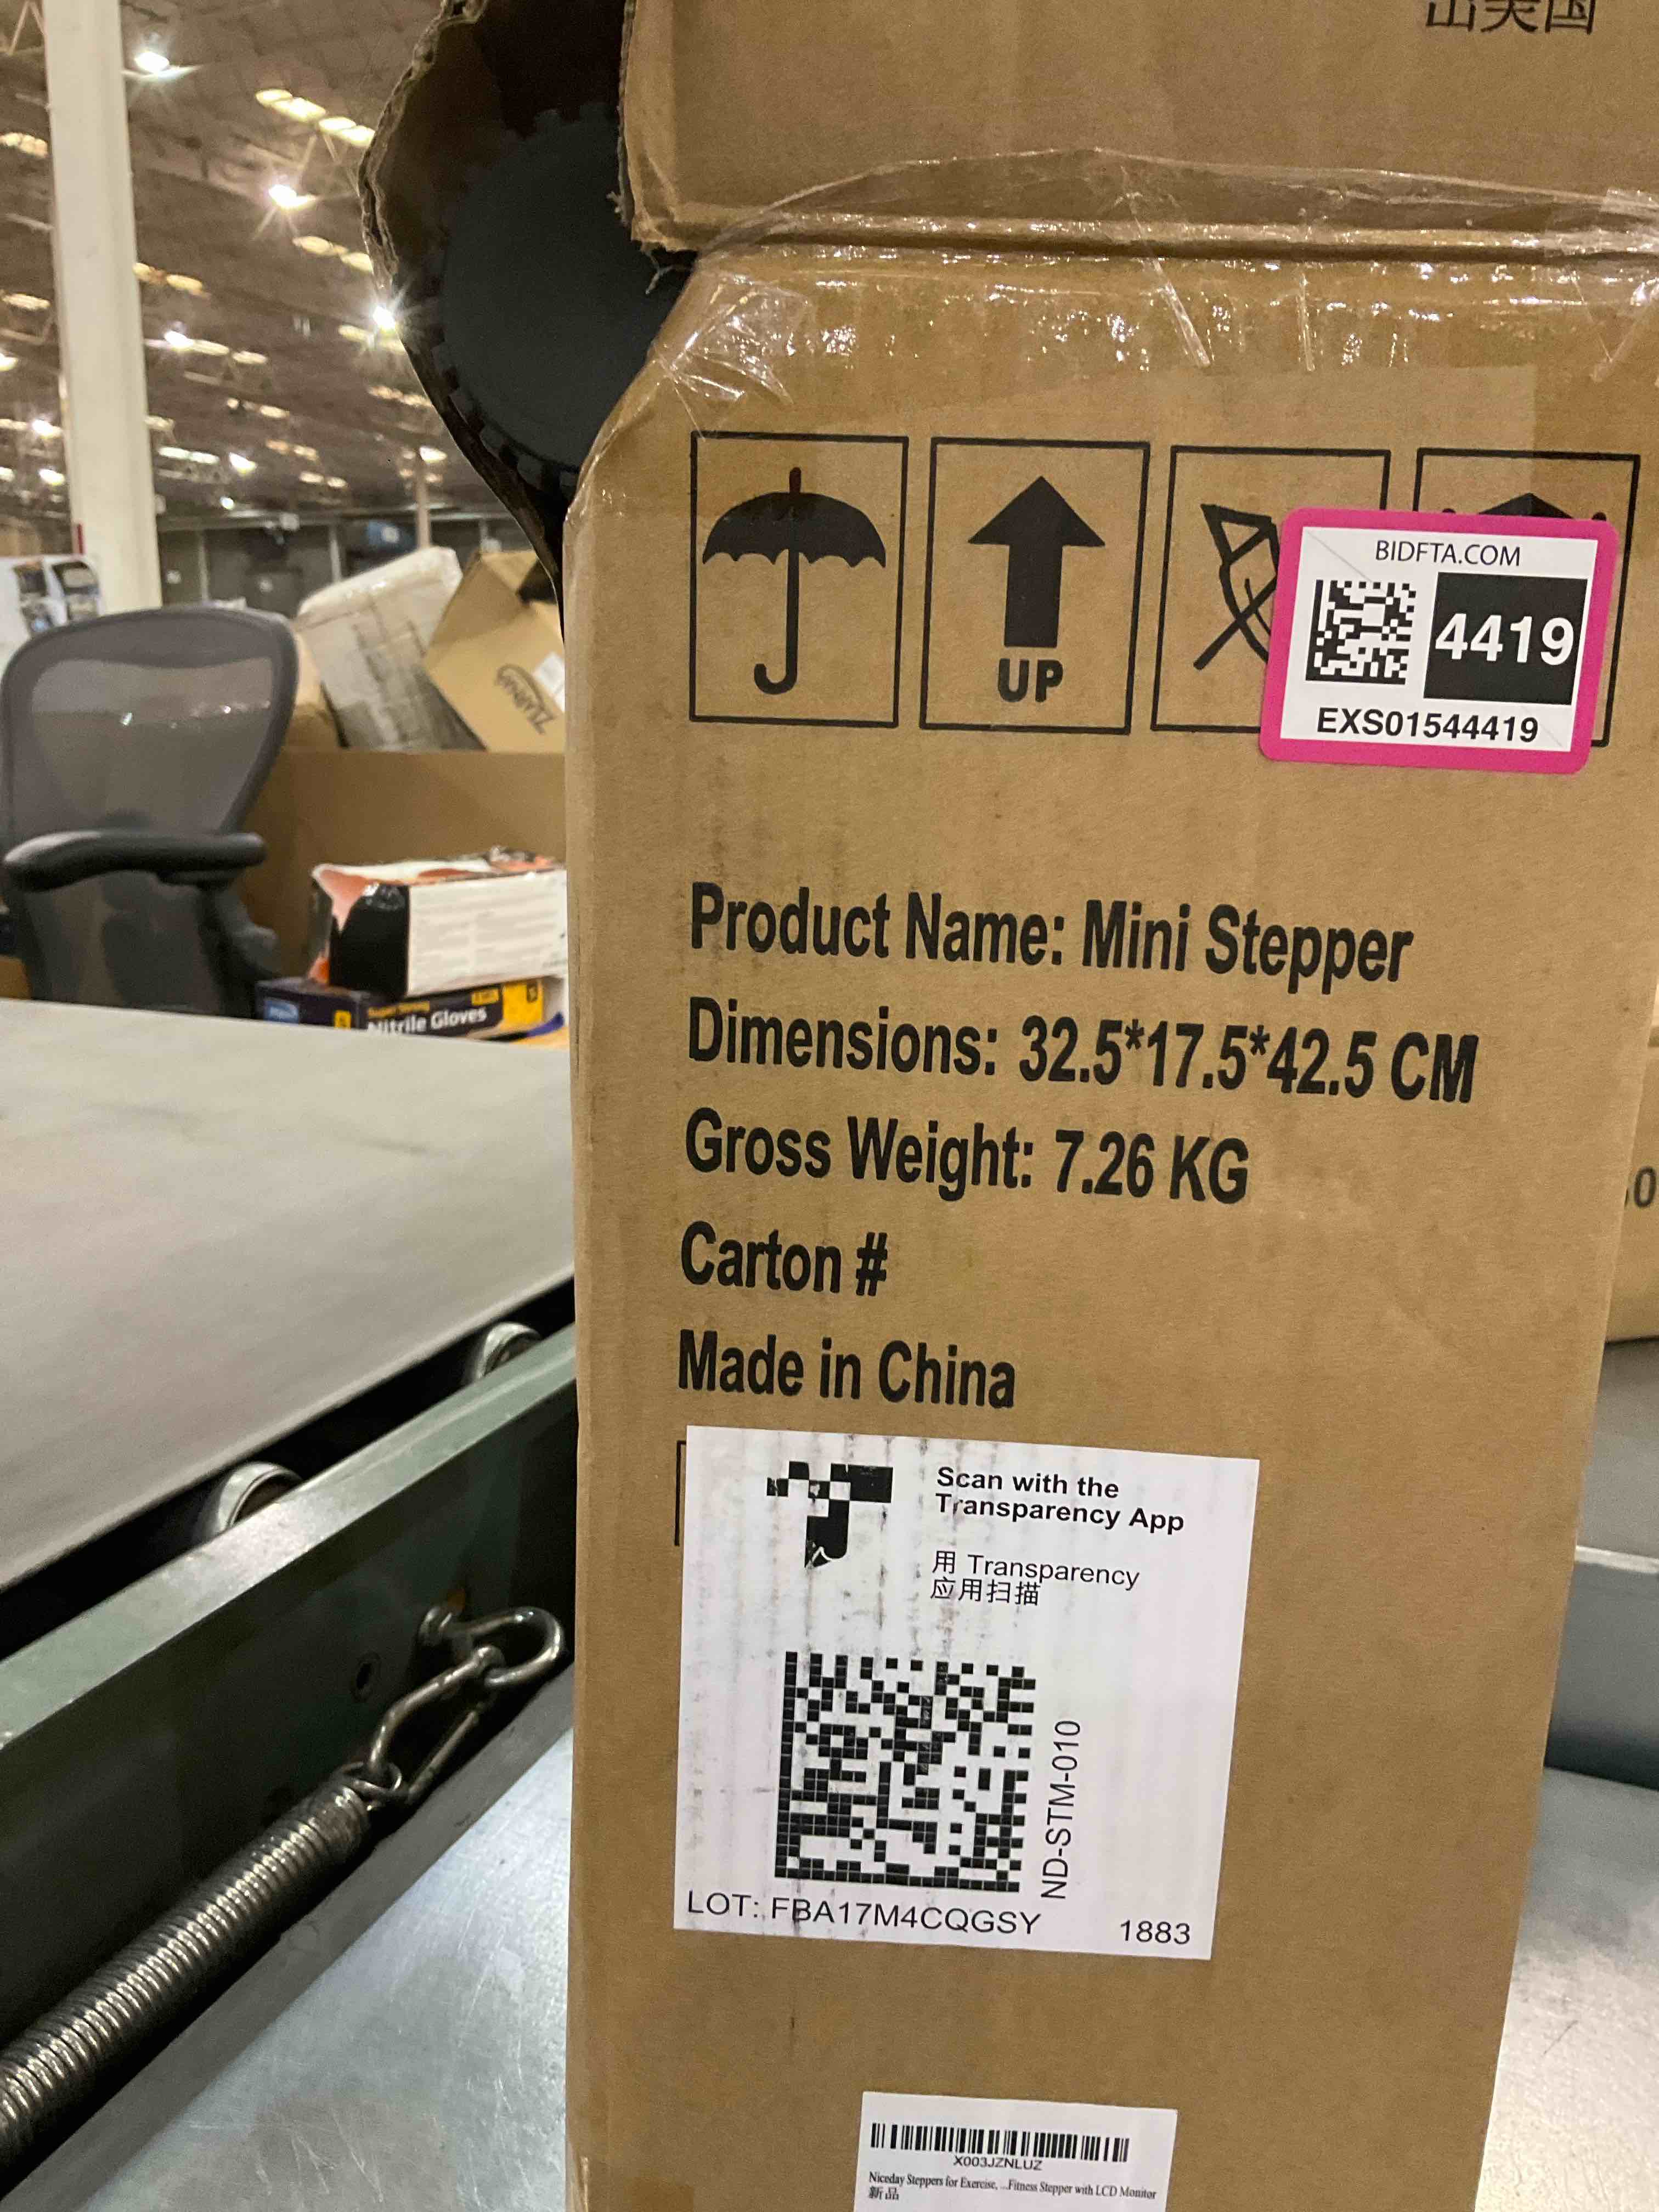 出美国
UP
BIDFTA.COM
4419
EXS01544419
Product Name: Mini Stepper
Dimensions: 32.5*17.5*42.5 CM
Gross Weight: 7.26 KG
Carton #
Made in China
Scan with the
Transparency App
用 Transparency
应用扫描
ND-STM-010
LOT: FBA17M4CQGSY 1883
X003JZNLUZ
Niceday Steppers for Exercise, ...Fitness Stepper with LCD Monitor
新品
Nitrile Gloves